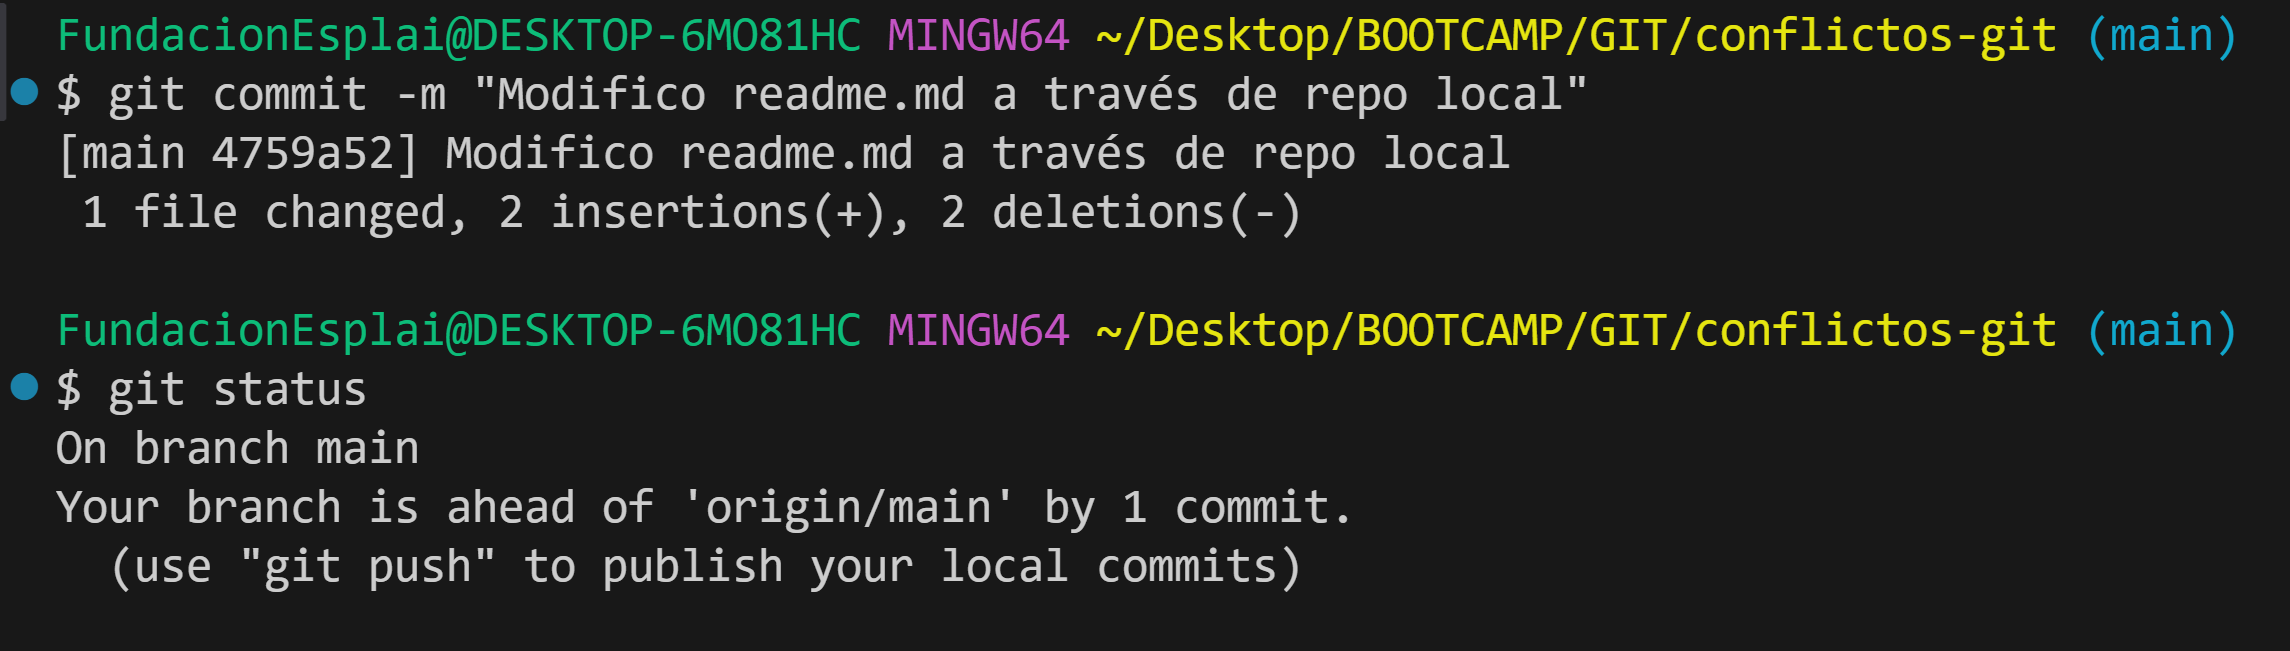 FundacionEsplai@DESKTOP-6MO81HC MINGW64 ~/Desktop/BOOTCAMP/GIT/conflictos-git (main)
$ git commit -m "Modifico readme.md a través de repo local"
[main 4759a52] Modifico readme.md a través de repo local
 1 file changed, 2 insertions(+), 2 deletions(-)

FundacionEsplai@DESKTOP-6MO81HC MINGW64 ~/Desktop/BOOTCAMP/GIT/conflictos-git (main)
$ git status
On branch main
Your branch is ahead of 'origin/main' by 1 commit.
  (use "git push" to publish your local commits)